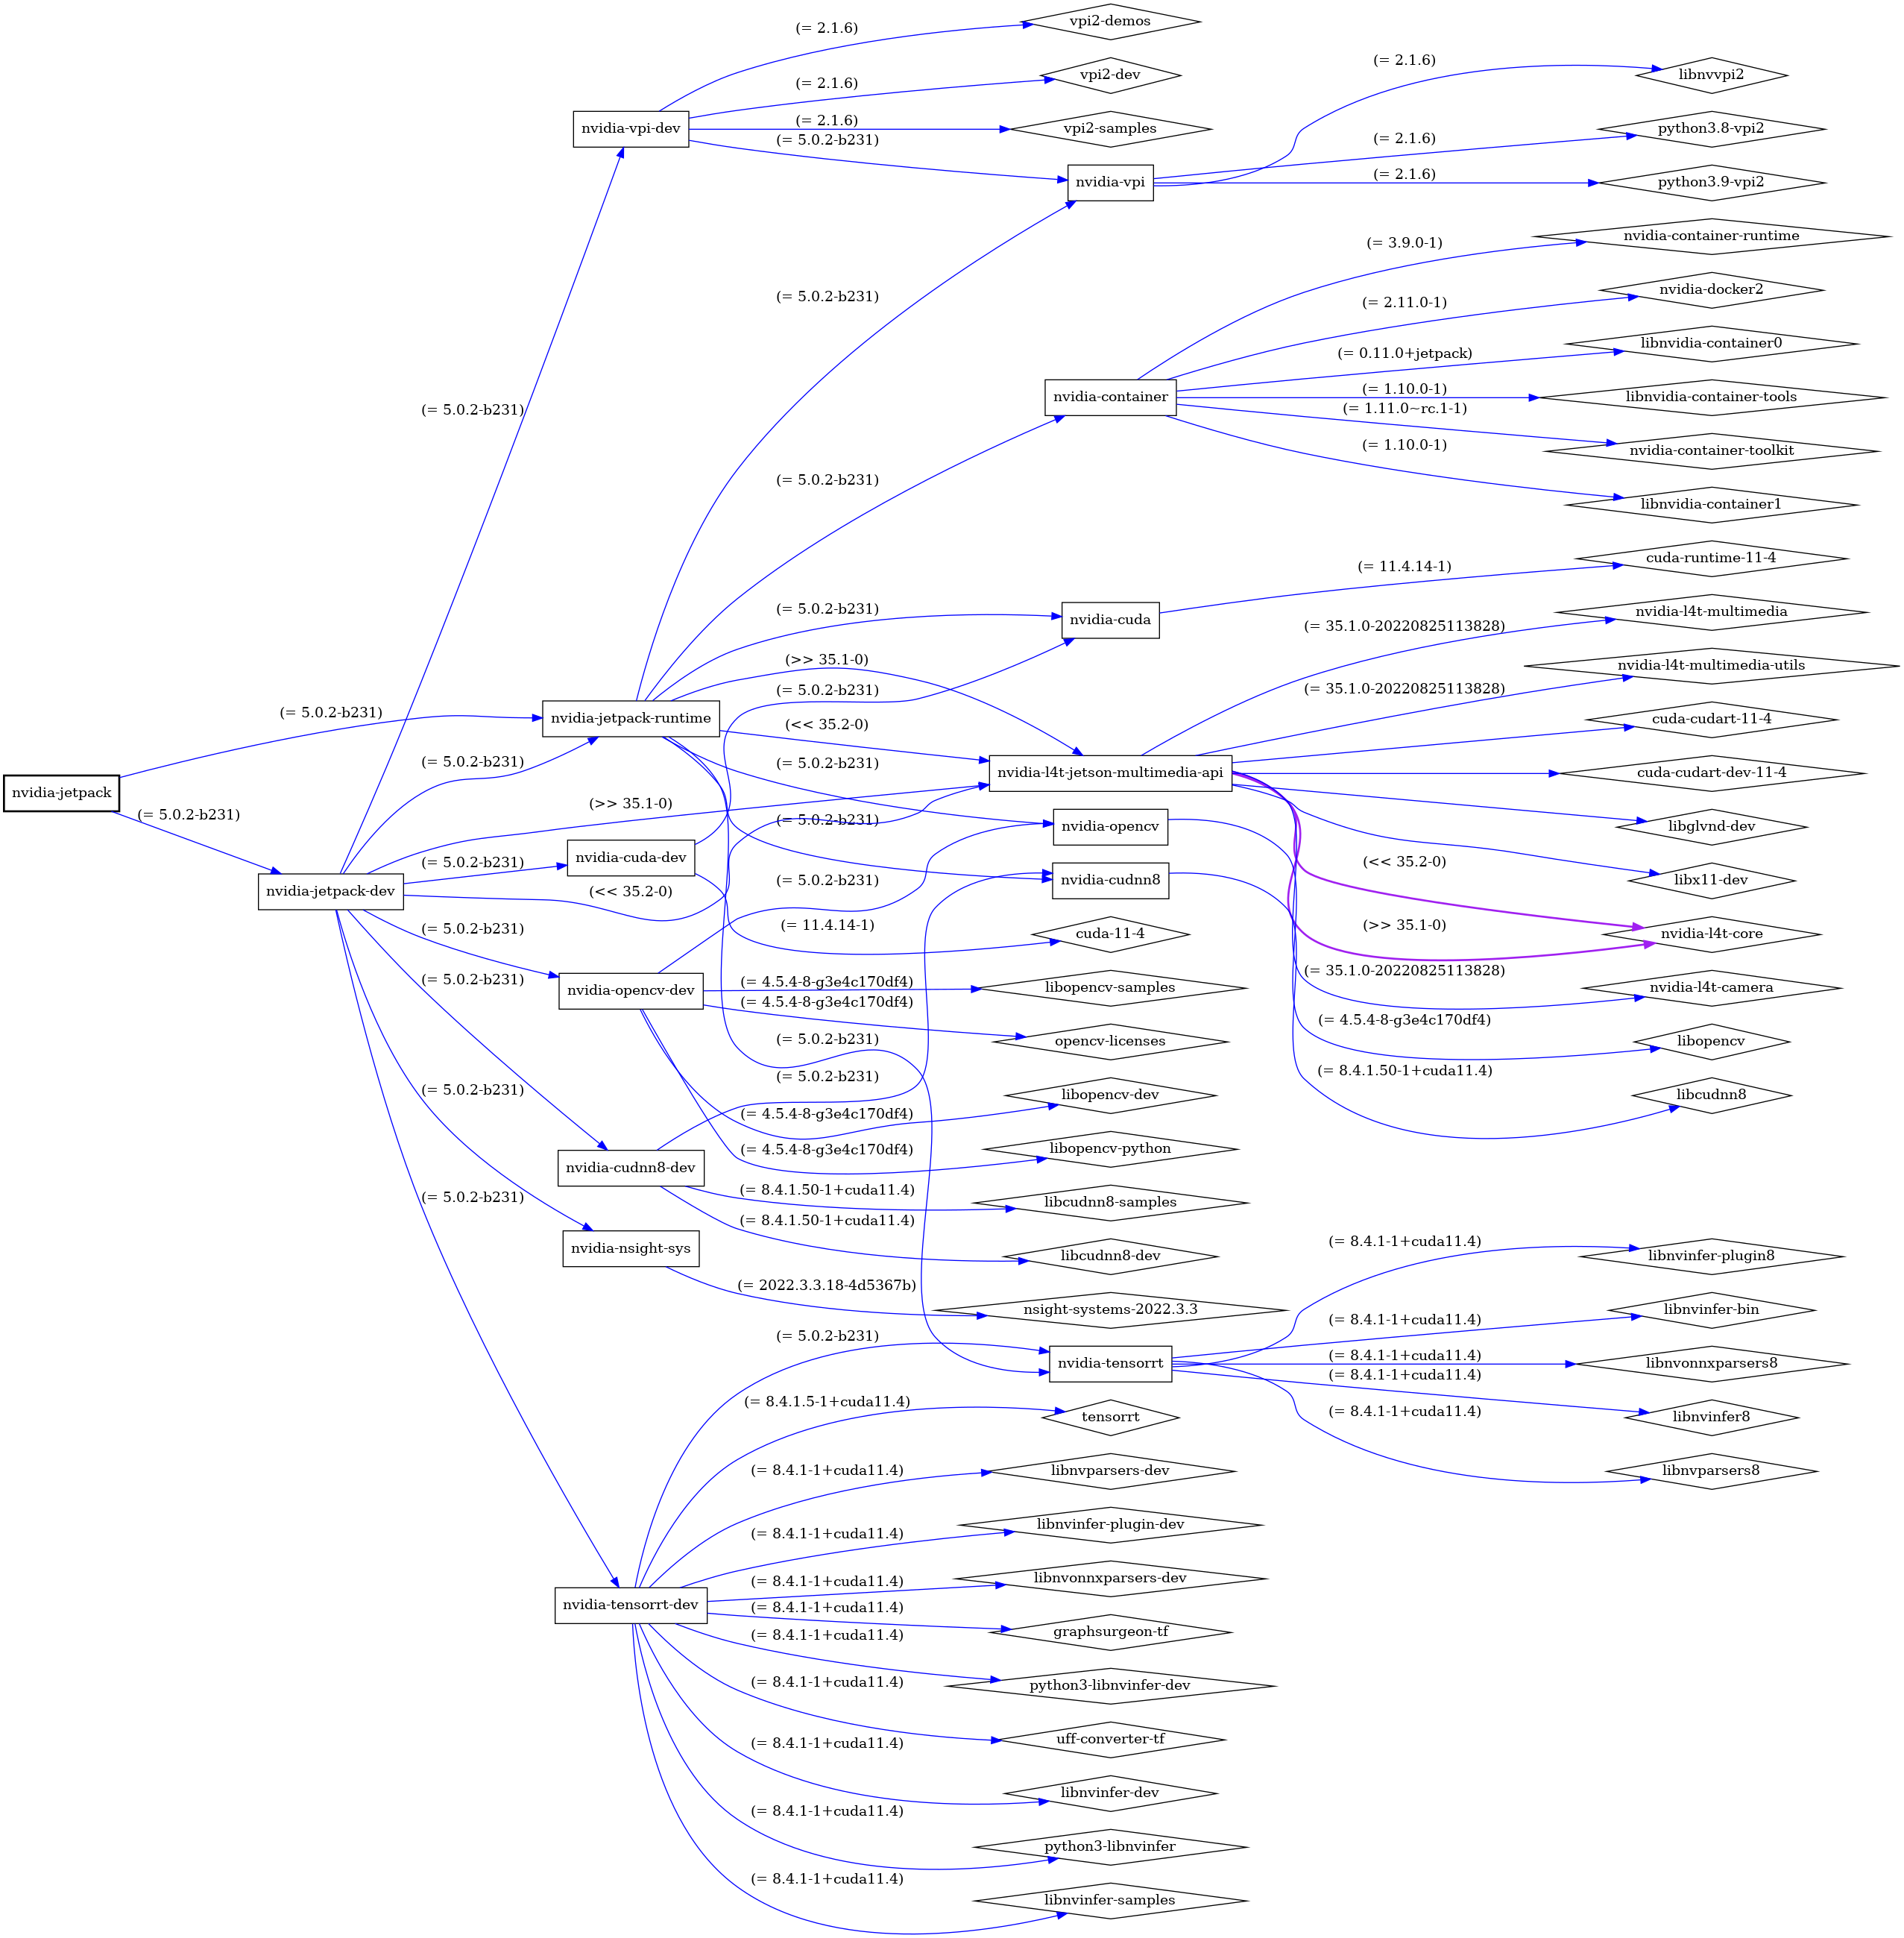 nvidia-jetpack
(= 5.0.2-b231)
(= 5.0.2-b231)
nvidia-jetpack-dev
(= 5.0.2-b231)
(= 5.0.2-b231)
(>> 35.1-0)
(= 5.0.2-b231)
(<< 35.2-0)
(= 5.0.2-b231)
(= 5.0.2-b231)
(= 5.0.2-b231)
(= 5.0.2-b231)
nvidia-vpi-dev
nvidia-jetpack-runtime
nvidia-cuda-dev
nvidia-opencv-dev
nvidia-cudnn8-dev
nvidia-nsight-sys
nvidia-tensorrt-dev
(= 2.1.6)
(= 2.1.6)
(= 2.1.6)
(= 5.0.2-b231)
(= 5.0.2-b231)
(= 5.0.2-b231)
(= 5.0.2-b231)
(>> 35.1-0)
(= 5.0.2-b231)
(<< 35.2-0)
(= 5.0.2-b231)
(= 5.0.2-b231)
(= 5.0.2-b231)
(= 11.4.14-1)
(= 4.5.4-8-g3e4c170df4)
(= 4.5.4-8-g3e4c170df4)
(= 5.0.2-b231)
(= 5.0.2-b231)
(= 4.5.4-8-g3e4c170df4)
(= 4.5.4-8-g3e4c170df4)
(= 8.4.1.50-1+cuda11.4)
(= 8.4.1.50-1+cuda11.4)
(= 2022.3.3.18-4d5367b)
(= 5.0.2-b231)
(= 8.4.1.5-1+cuda11.4)
(= 8.4.1-1+cuda11.4)
(= 8.4.1-1+cuda11.4)
(= 8.4.1-1+cuda11.4)
(= 8.4.1-1+cuda11.4)
(= 8.4.1-1+cuda11.4)
(= 8.4.1-1+cuda11.4)
(= 8.4.1-1+cuda11.4)
(= 8.4.1-1+cuda11.4)
(= 8.4.1-1+cuda11.4)
vpi2-demos
vpi2-dev
vpi2-samples
nvidia-vpi
nvidia-container
nvidia-cuda
nvidia-l4t-jetson-multimedia-api
nvidia-opencv
nvidia-cudnn8
cuda-11-4
libopencv-samples
opencv-licenses
libopencv-dev
libopencv-python
libcudnn8-samples
libcudnn8-dev
nsight-systems-2022.3.3
nvidia-tensorrt
tensorrt
libnvparsers-dev
libnvinfer-plugin-dev
libnvonnxparsers-dev
graphsurgeon-tf
python3-libnvinfer-dev
uff-converter-tf
libnvinfer-dev
python3-libnvinfer
libnvinfer-samples
(= 2.1.6)
(= 2.1.6)
(= 2.1.6)
(= 3.9.0-1)
(= 2.11.0-1)
(= 0.11.0+jetpack)
(= 1.10.0-1)
(= 1.11.0~rc.1-1)
(= 1.10.0-1)
(= 11.4.14-1)
(= 35.1.0-20220825113828)
(= 35.1.0-20220825113828)
(<< 35.2-0)
(>> 35.1-0)
(= 35.1.0-20220825113828)
(= 4.5.4-8-g3e4c170df4)
(= 8.4.1.50-1+cuda11.4)
(= 8.4.1-1+cuda11.4)
(= 8.4.1-1+cuda11.4)
(= 8.4.1-1+cuda11.4)
(= 8.4.1-1+cuda11.4)
(= 8.4.1-1+cuda11.4)
libnvvpi2
python3.8-vpi2
python3.9-vpi2
nvidia-container-runtime
nvidia-docker2
libnvidia-container0
libnvidia-container-tools
nvidia-container-toolkit
libnvidia-container1
cuda-runtime-11-4
nvidia-l4t-multimedia
nvidia-l4t-multimedia-utils
cuda-cudart-11-4
cuda-cudart-dev-11-4
libglvnd-dev
libx11-dev
nvidia-l4t-core
nvidia-l4t-camera
libopencv
libcudnn8
libnvinfer-plugin8
libnvinfer-bin
libnvonnxparsers8
libnvinfer8
libnvparsers8